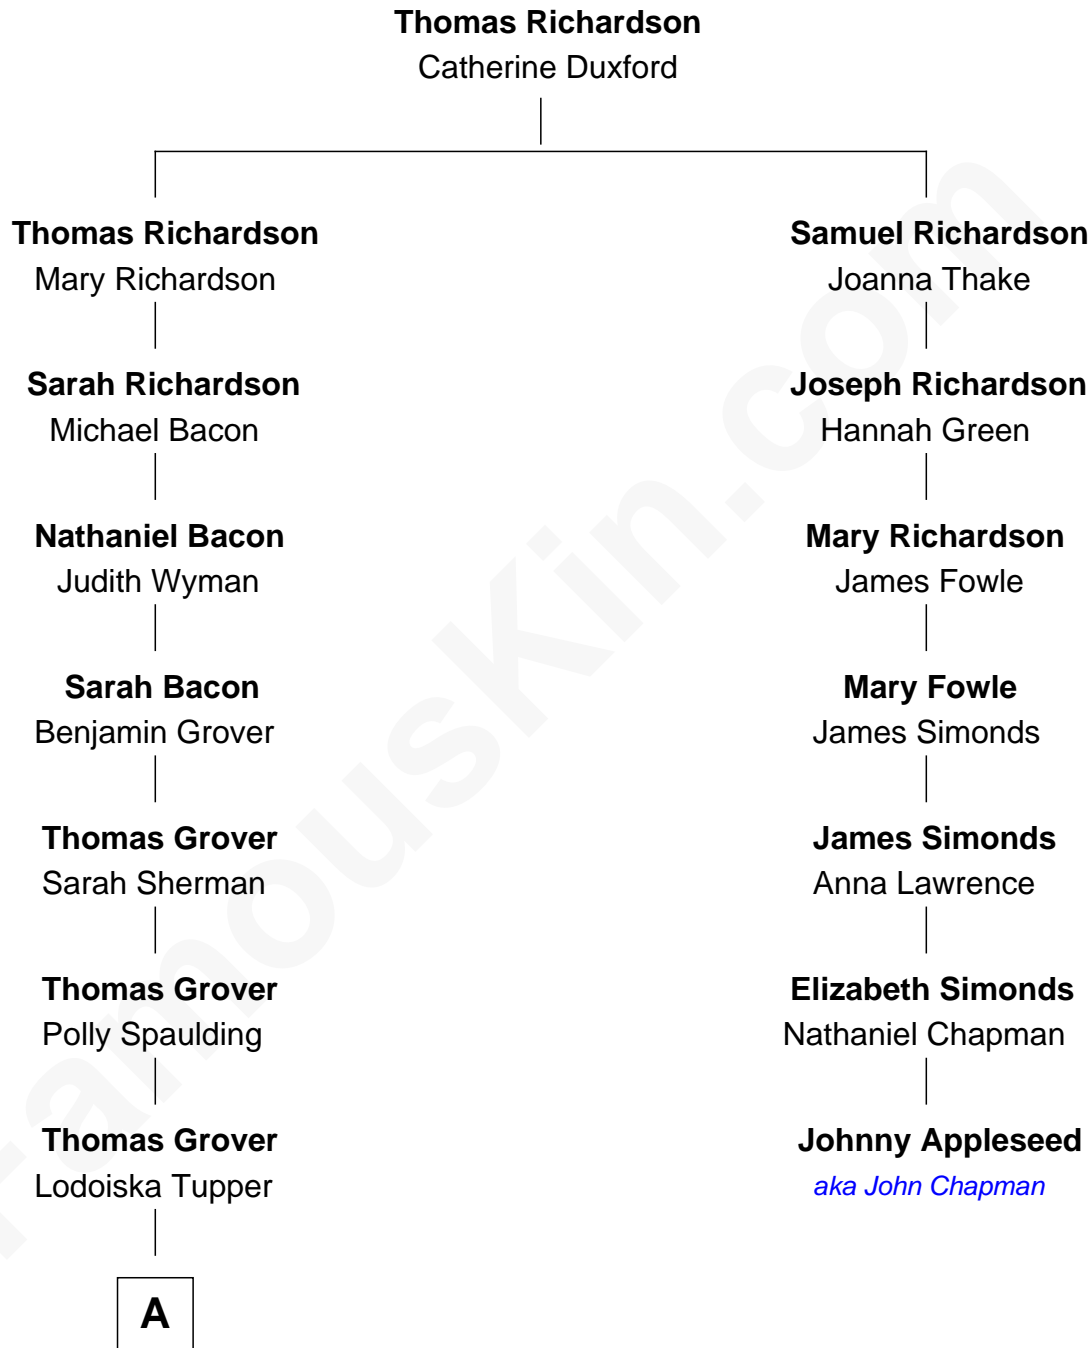 Thomas Richardson
Catherine Duxford
Thomas Richardson
Mary Richardson
Samuel Richardson
Joanna Thake
Sarah Richardson
Michael Bacon
Joseph Richardson
Hannah Green
Nathaniel Bacon
Judith Wyman
Mary Richardson
James Fowle
Sarah Bacon
Benjamin Grover
Mary Fowle
James Simonds
Thomas Grover
Sarah Sherman
James Simonds
Anna Lawrence
Thomas Grover
Polly Spaulding
Elizabeth Simonds
Nathaniel Chapman
Thomas Grover
Lodoiska Tupper
Johnny Appleseed
aka John Chapman
A
FamousKin.com